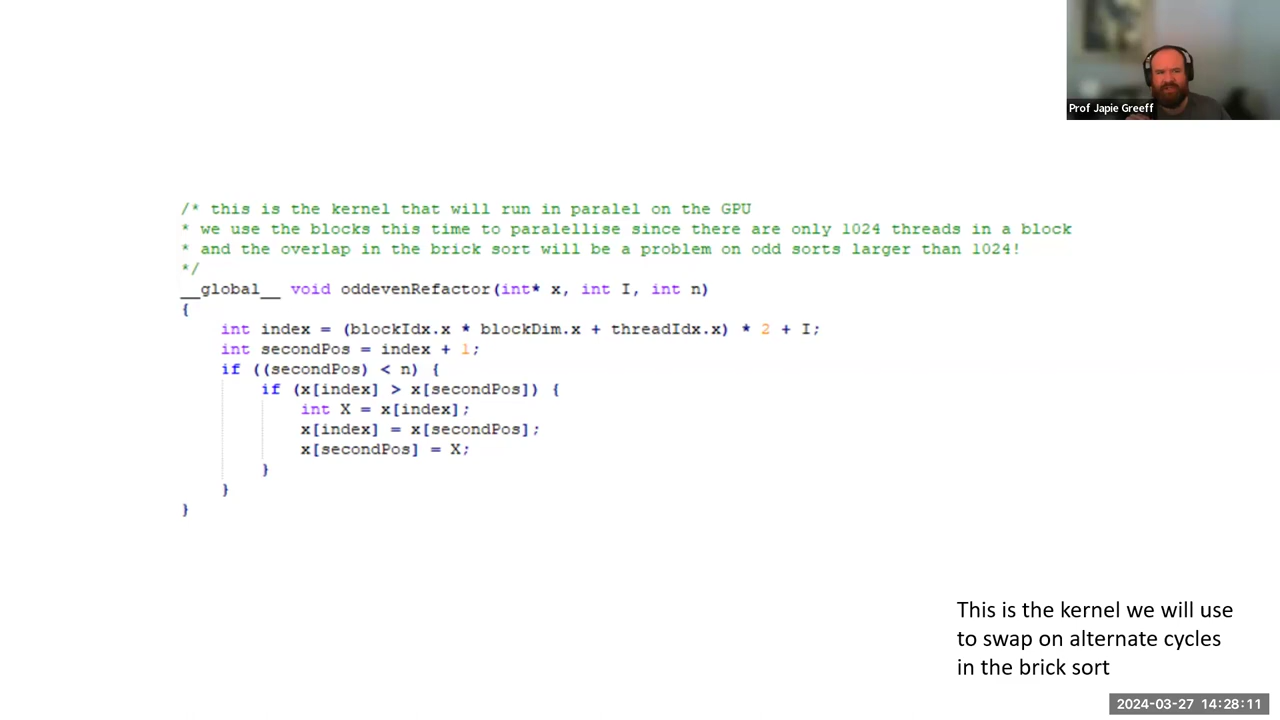 Prof Japie Greeff
/* this is the kernel that will run in paralel on the GPU
* we use the blocks this time to paralellise since there are only 1024 threads in a block
* and the overlap in the brick sort will be a problem on odd sorts larger than 1024!
*/
__global__ void oddevenRefactor(int* x, int I, int n)
{
int index = (blockIdx.x * blockDim.x + threadIdx.x) * 2 + I;
int secondPos = index + 1;
if ((secondPos) < n) {
if (x[index] > x[secondPos]) {
int X = x[index];
x[index] = x[secondPos];
x[secondPos] = X;
}
}
}
This is the kernel we will use
to swap on alternate cycles
in the brick sort
2024-03-27 14:28:11